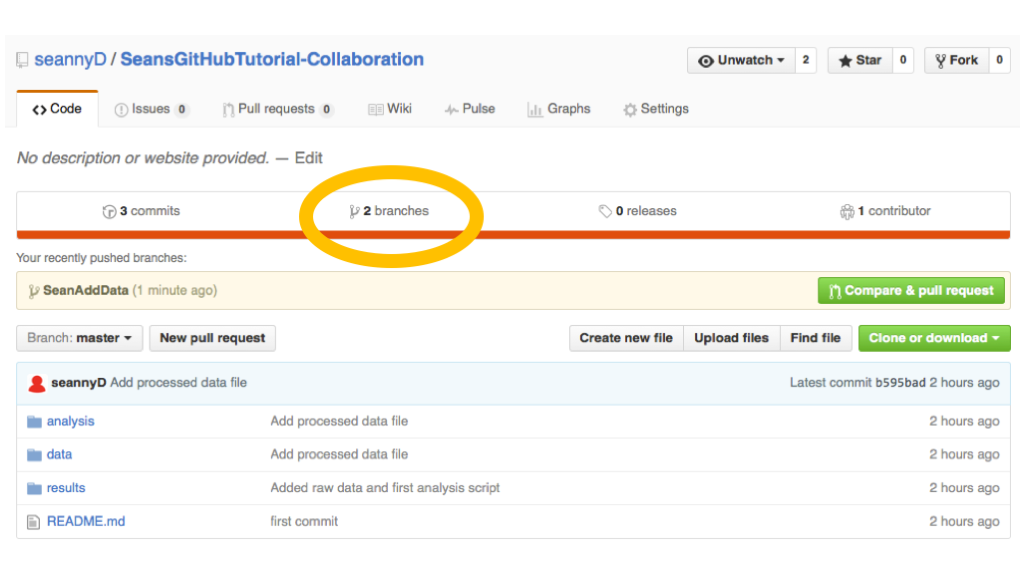 seannyD / SeansGitHubTutorial-Collaboration
Unwatch 2 Star 0 Fork 0
Code Issues 0 Pull requests 0 Wiki Pulse Graphs Settings
No description or website provided. — Edit
3 commits 2 branches 0 releases 1 contributor
Your recently pushed branches:
SeanAddData (1 minute ago) Compare & pull request
Branch: master New pull request Create new file Upload files Find file Clone or download
seannyD Add processed data file Latest commit b595bad 2 hours ago
analysis Add processed data file 2 hours ago
data Add processed data file 2 hours ago
results Added raw data and first analysis script 2 hours ago
README.md first commit 2 hours ago